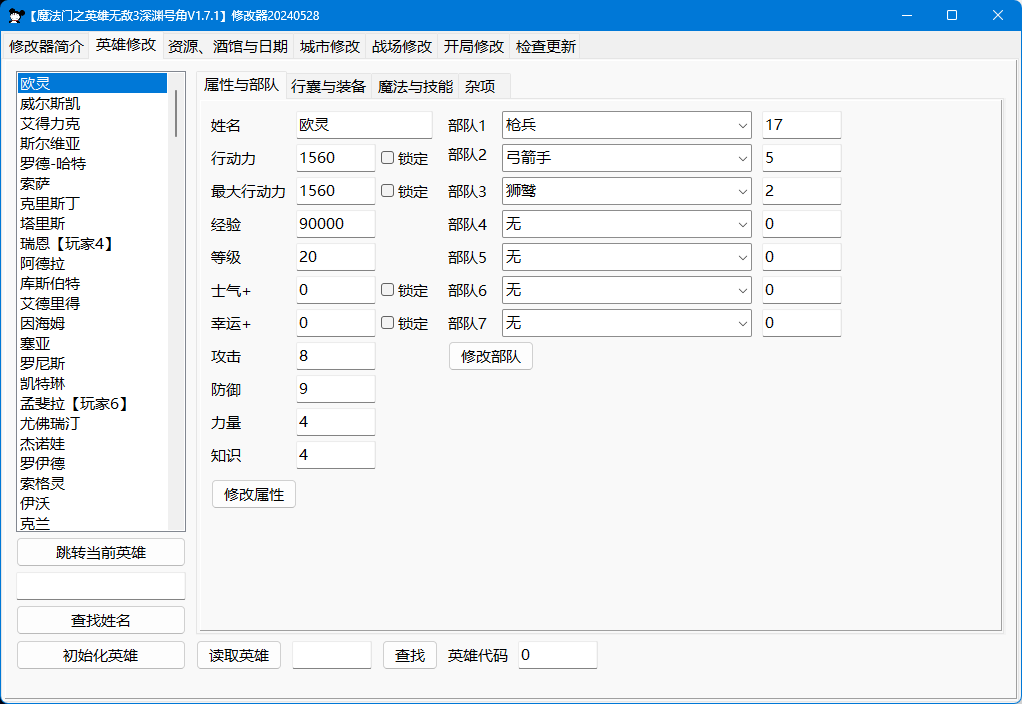 【魔法门之英雄无敌3深渊号角V1.7.1】修改器20240528
修改器简介 英雄修改 资源、酒馆与日期 城市修改 战场修改 开局修改 检查更新
欧灵
威尔斯凯
艾得力克
斯尔维亚
罗德-哈特
索萨
克里斯丁
塔里斯
瑞恩【玩家4】
阿德拉
库斯伯特
艾德里得
因海姆
塞亚
罗尼斯
凯特琳
孟斐拉【玩家6】
尤佛瑞汀
杰诺娃
罗伊德
索格灵
伊沃
克兰
跳转当前英雄
查找姓名
初始化英雄
属性与部队 行囊与装备 魔法与技能 杂项
姓名 欧灵 部队1 枪兵 17
行动力 1560 锁定 部队2 弓箭手 5
最大行动力 1560 锁定 部队3 狮鹫 2
经验 90000 部队4 无 0
等级 20 部队5 无 0
士气+ 0 锁定 部队6 无 0
幸运+ 0 锁定 部队7 无 0
攻击 8 修改部队
防御 9
力量 4
知识 4
修改属性
读取英雄 查找 英雄代码 0